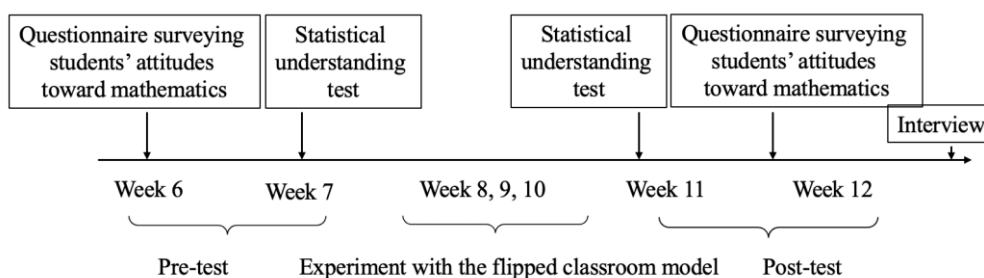 Questionnaire surveying
students’ attitudes
toward mathematics
Statistical
understanding
test
Statistical
understanding
test
Questionnaire surveying
students’ attitudes
toward mathematics
Interview
Week 6
Week 7
Week 8, 9, 10
Week 11
Week 12
Pre-test
Experiment with the flipped classroom model
Post-test